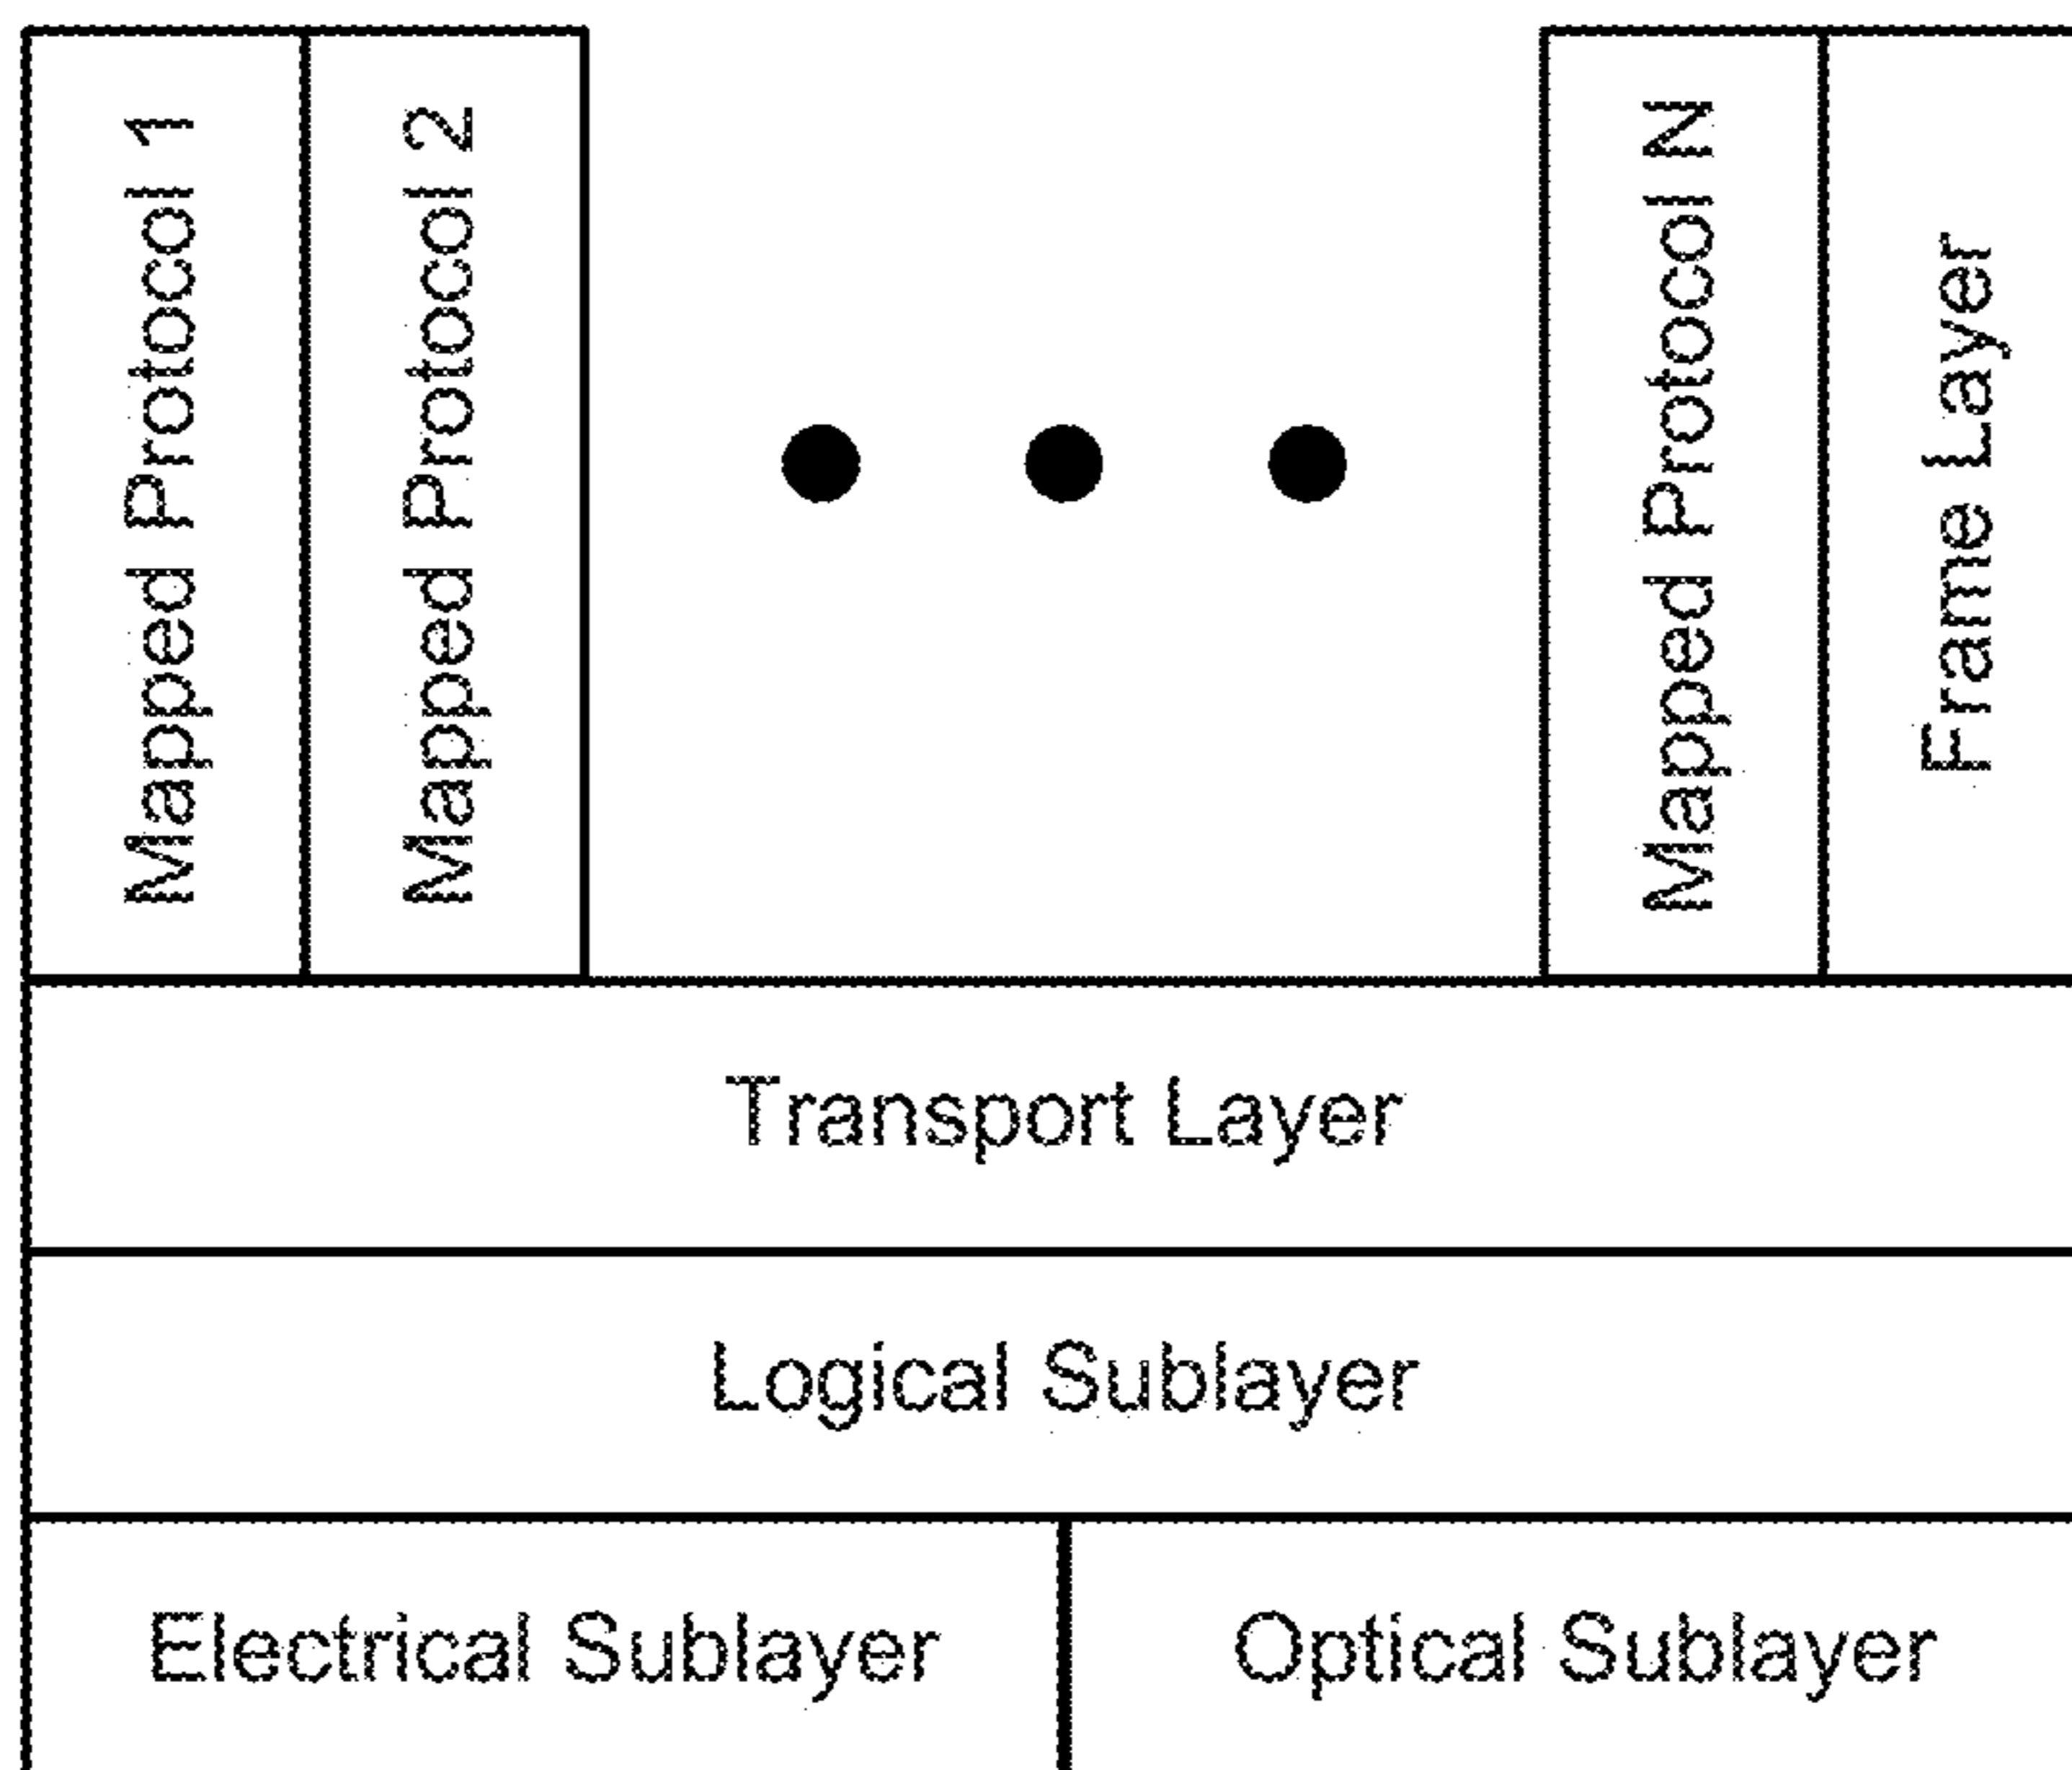 Mapped Protocol 1
Mapped Protocol 2
Mapped Protocol N
Frame Layer
Transport Layer
Logical Sublayer
Electrical Sublayer
Optical Sublayer